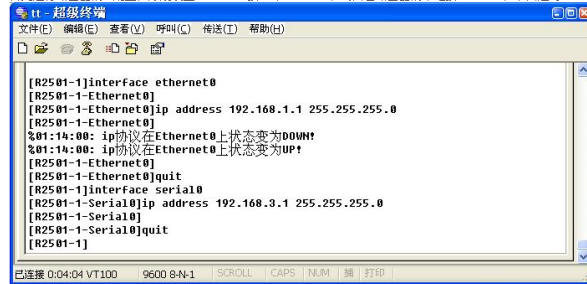 tt - 超级终端
文件(F) 编辑(E) 查看(V) 呼叫(C) 传送(T) 帮助(H)
[R2501-1]interface ethernet0
[R2501-1-Ethernet0]
[R2501-1-Ethernet0]ip address 192.168.1.1 255.255.255.0
[R2501-1-Ethernet0]
%01:14:00: ip协议在Ethernet0上状态变为DOWN!
%01:14:00: ip协议在Ethernet0上状态变为UP!
[R2501-1-Ethernet0]
[R2501-1-Ethernet0]quit
[R2501-1]interface serial0
[R2501-1-Serial0]ip address 192.168.3.1 255.255.255.0
[R2501-1-Serial0]
[R2501-1-Serial0]quit
[R2501-1]
已连接 0:04:04 VT100 9600 8-N-1 SCROLL CAPS NUM 捕 打印